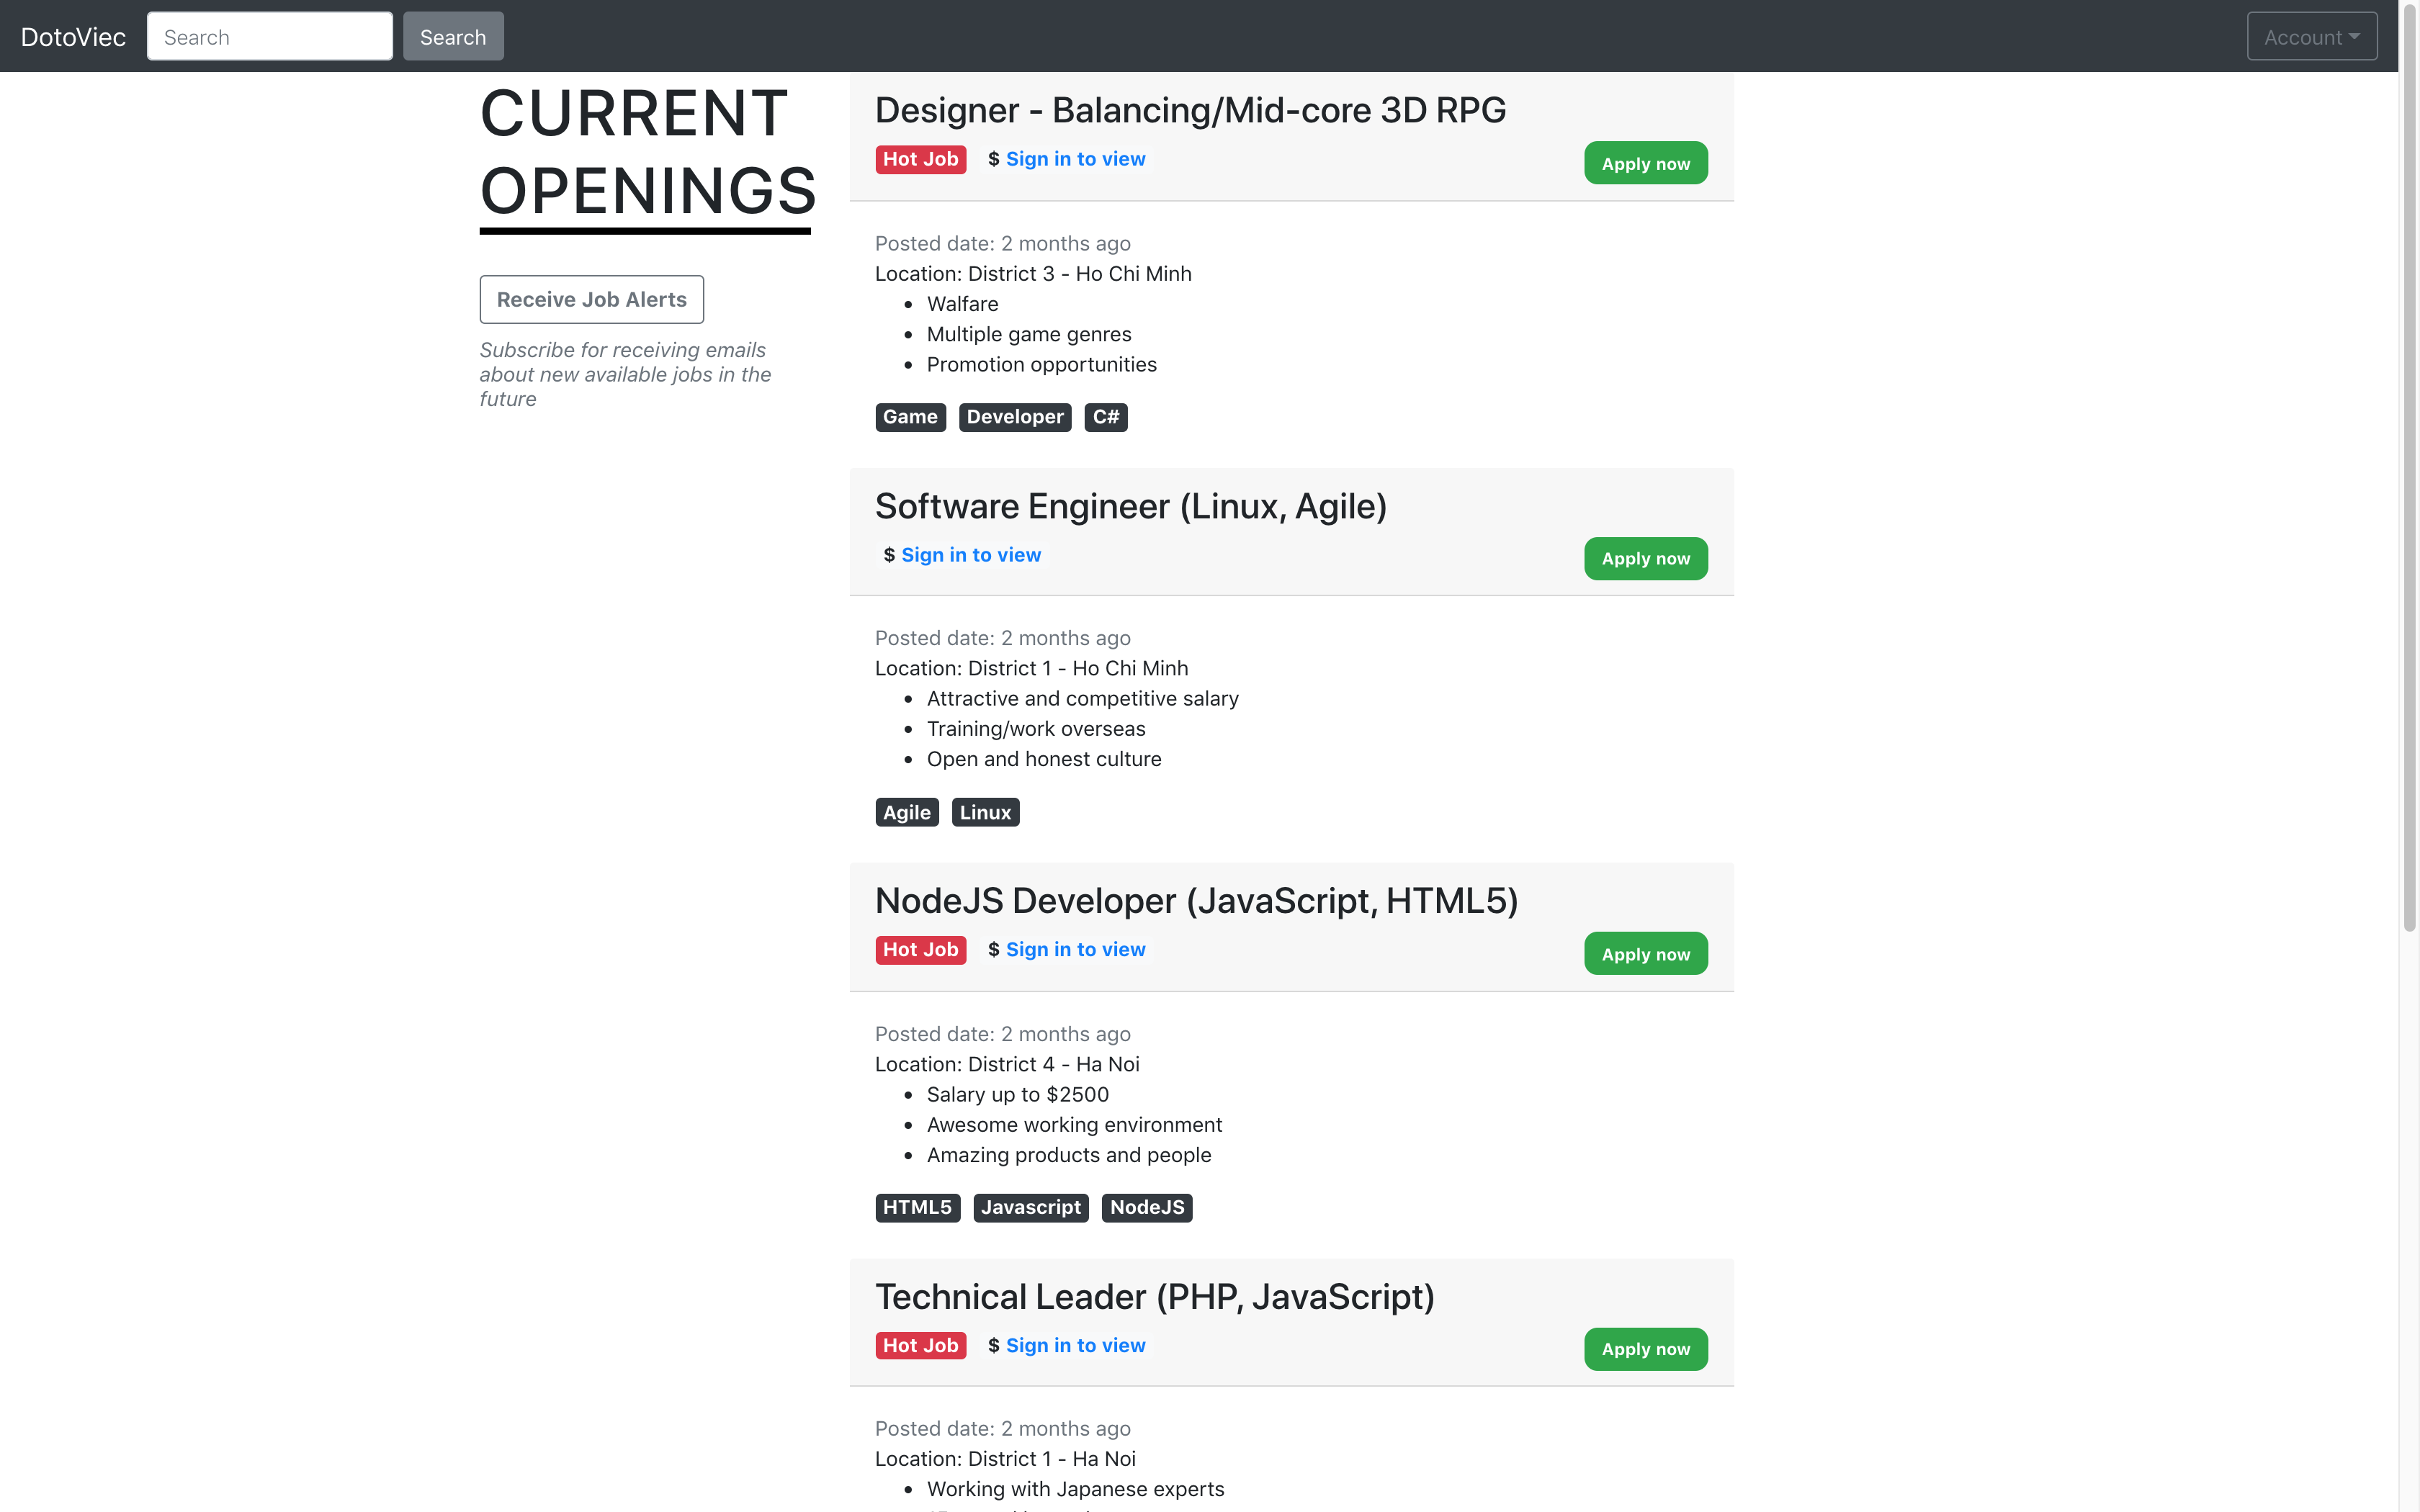 DotoViec Search Search Account
CURRENT
OPENINGS
Receive Job Alerts
Subscribe for receiving emails
about new available jobs in the
future
Designer - Balancing/Mid-core 3D RPG
Hot Job $ Sign in to view Apply now
Posted date: 2 months ago
Location: District 3 - Ho Chi Minh
Walfare
Multiple game genres
Promotion opportunities
Game Developer C#
Software Engineer (Linux, Agile)
$ Sign in to view Apply now
Posted date: 2 months ago
Location: District 1 - Ho Chi Minh
Attractive and competitive salary
Training/work overseas
Open and honest culture
Agile Linux
NodeJS Developer (JavaScript, HTML5)
Hot Job $ Sign in to view Apply now
Posted date: 2 months ago
Location: District 4 - Ha Noi
Salary up to $2500
Awesome working environment
Amazing products and people
HTML5 Javascript NodeJS
Technical Leader (PHP, JavaScript)
Hot Job $ Sign in to view Apply now
Posted date: 2 months ago
Location: District 1 - Ha Noi
Working with Japanese experts